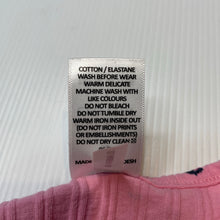 COTTON / ELASTANE
WASH BEFORE WEAR
WARM DELICATE
MACHINE WASH WITH
LIKE COLOURS
DO NOT BLEACH
DO NOT TUMBLE DRY
WARM IRON INSIDE OUT
(DO NOT IRON PRINTS
OR EMBELLISHMENTS)
DO NOT DRY CLEAN
MADE